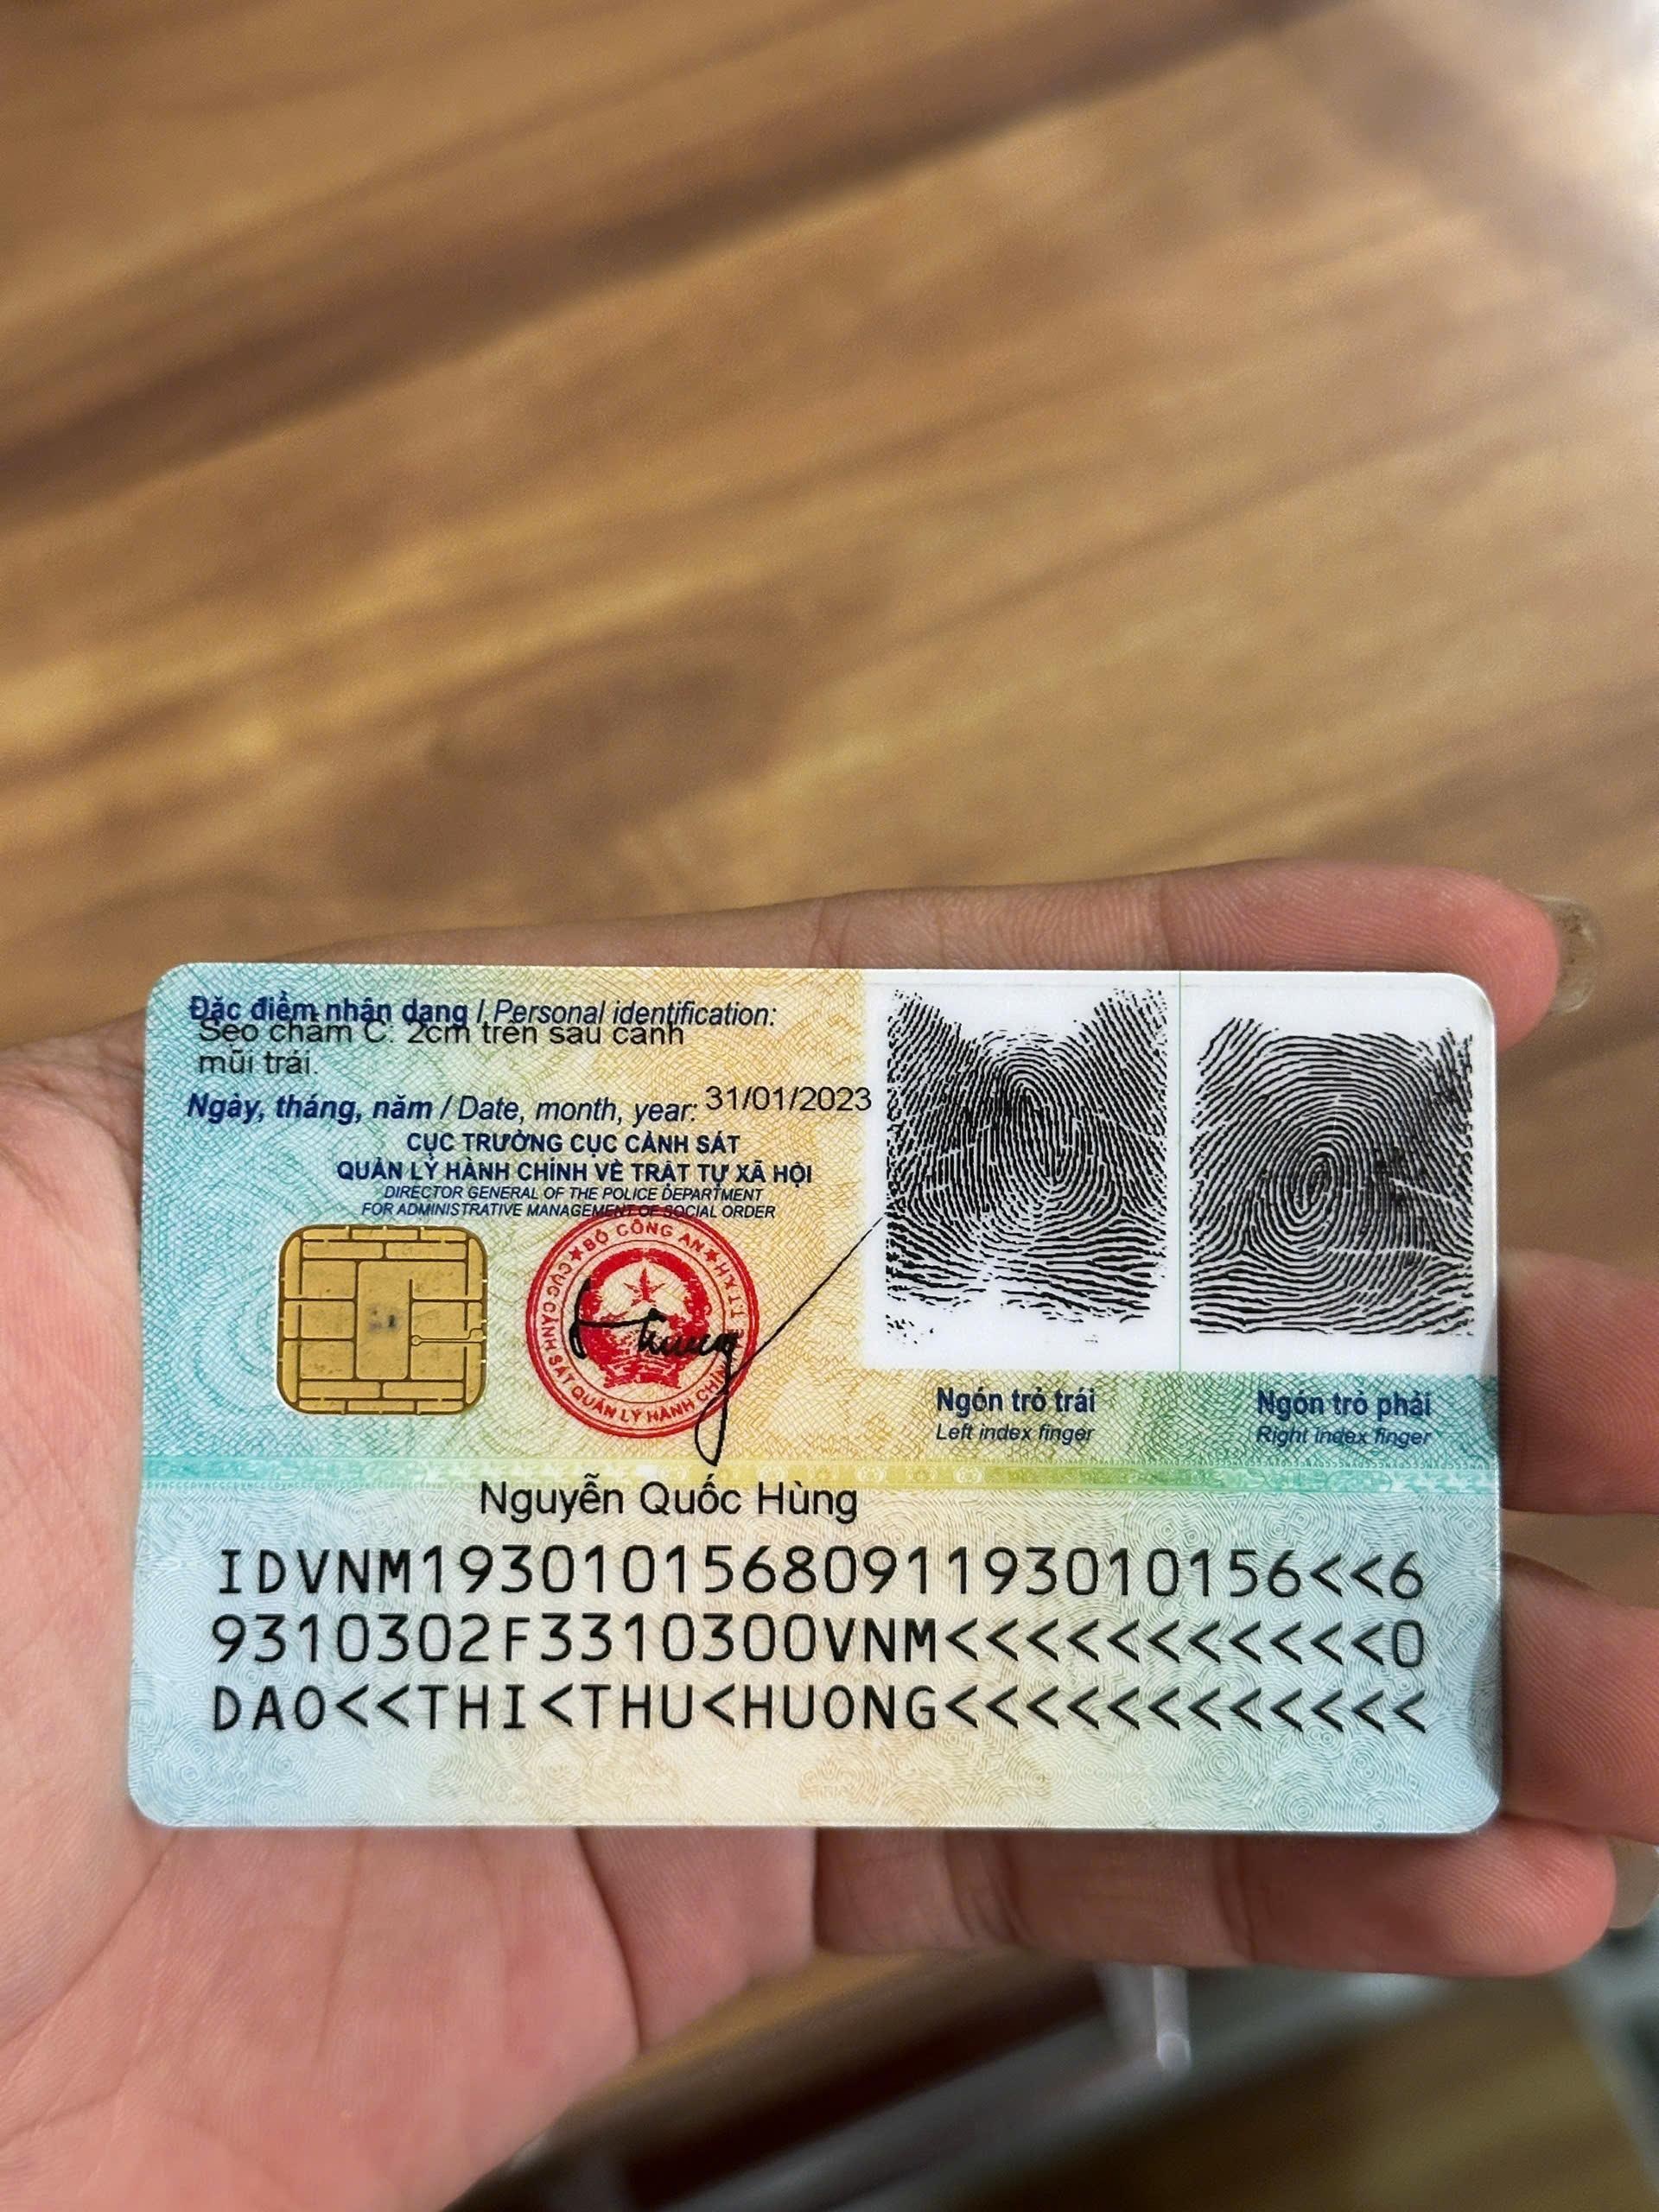 Đặc điểm nhân dạng / Personal identification:
Sẹo chấm C: 2cm trên sau cánh
mũi trái.
Ngày, tháng, năm / Date, month, year: 31/01/2023
CỤC TRƯỞNG CỤC CẢNH SÁT
QUẢN LÝ HÀNH CHÍNH VỀ TRẬT TỰ XÃ HỘI
DIRECTOR GENERAL OF THE POLICE DEPARTMENT
FOR ADMINISTRATIVE MANAGEMENT OF SOCIAL ORDER
BỘ CÔNG AN
CỤC CẢNH SÁT QUẢN LÝ HÀNH CHÍNH VỀ TTXH
Ngón trỏ trái
Left index finger
Ngón trỏ phải
Right index finger
Nguyễn Quốc Hùng
IDVNM1930101568091193010156<<6
9310302F3310300VNM<<<<<<<<<<<0
DAO<<THI<THU<HUONG<<<<<<<<<<<<